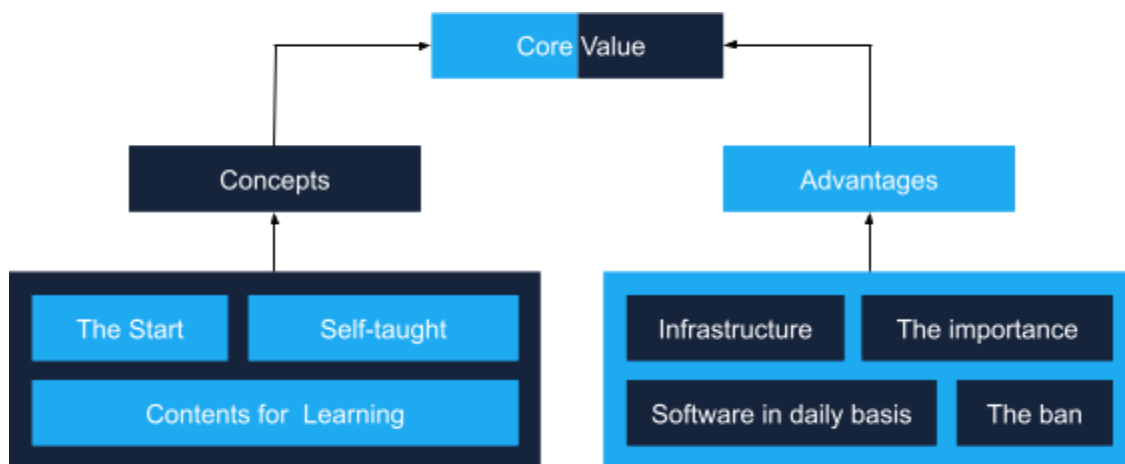 Core Value
Concepts
Advantages
The Start
Self-taught
Infrastructure
The importance
Contents for  Learning
Software in daily basis
The ban